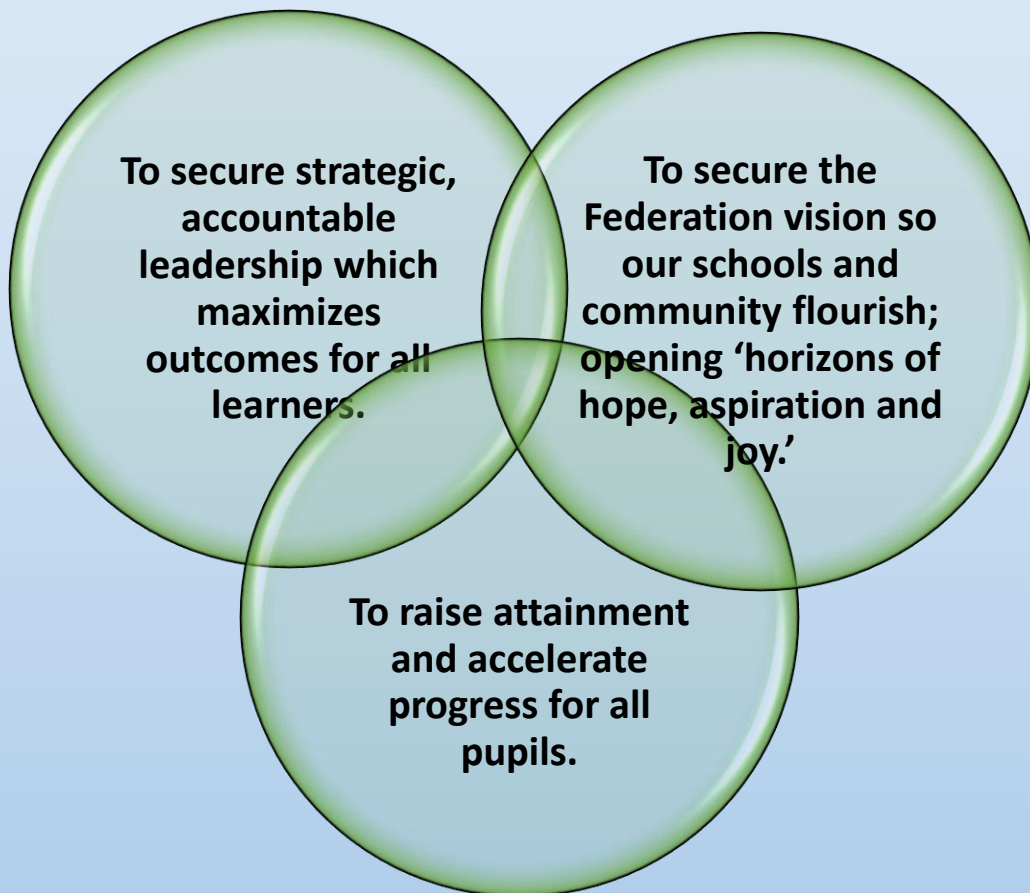 To secure strategic,
accountable
leadership which
maximizes
outcomes for all
learners.
To secure the
Federation vision so
our schools and
community flourish;
opening ‘horizons of
hope, aspiration and
joy.’
To raise attainment
and accelerate
progress for all
pupils.